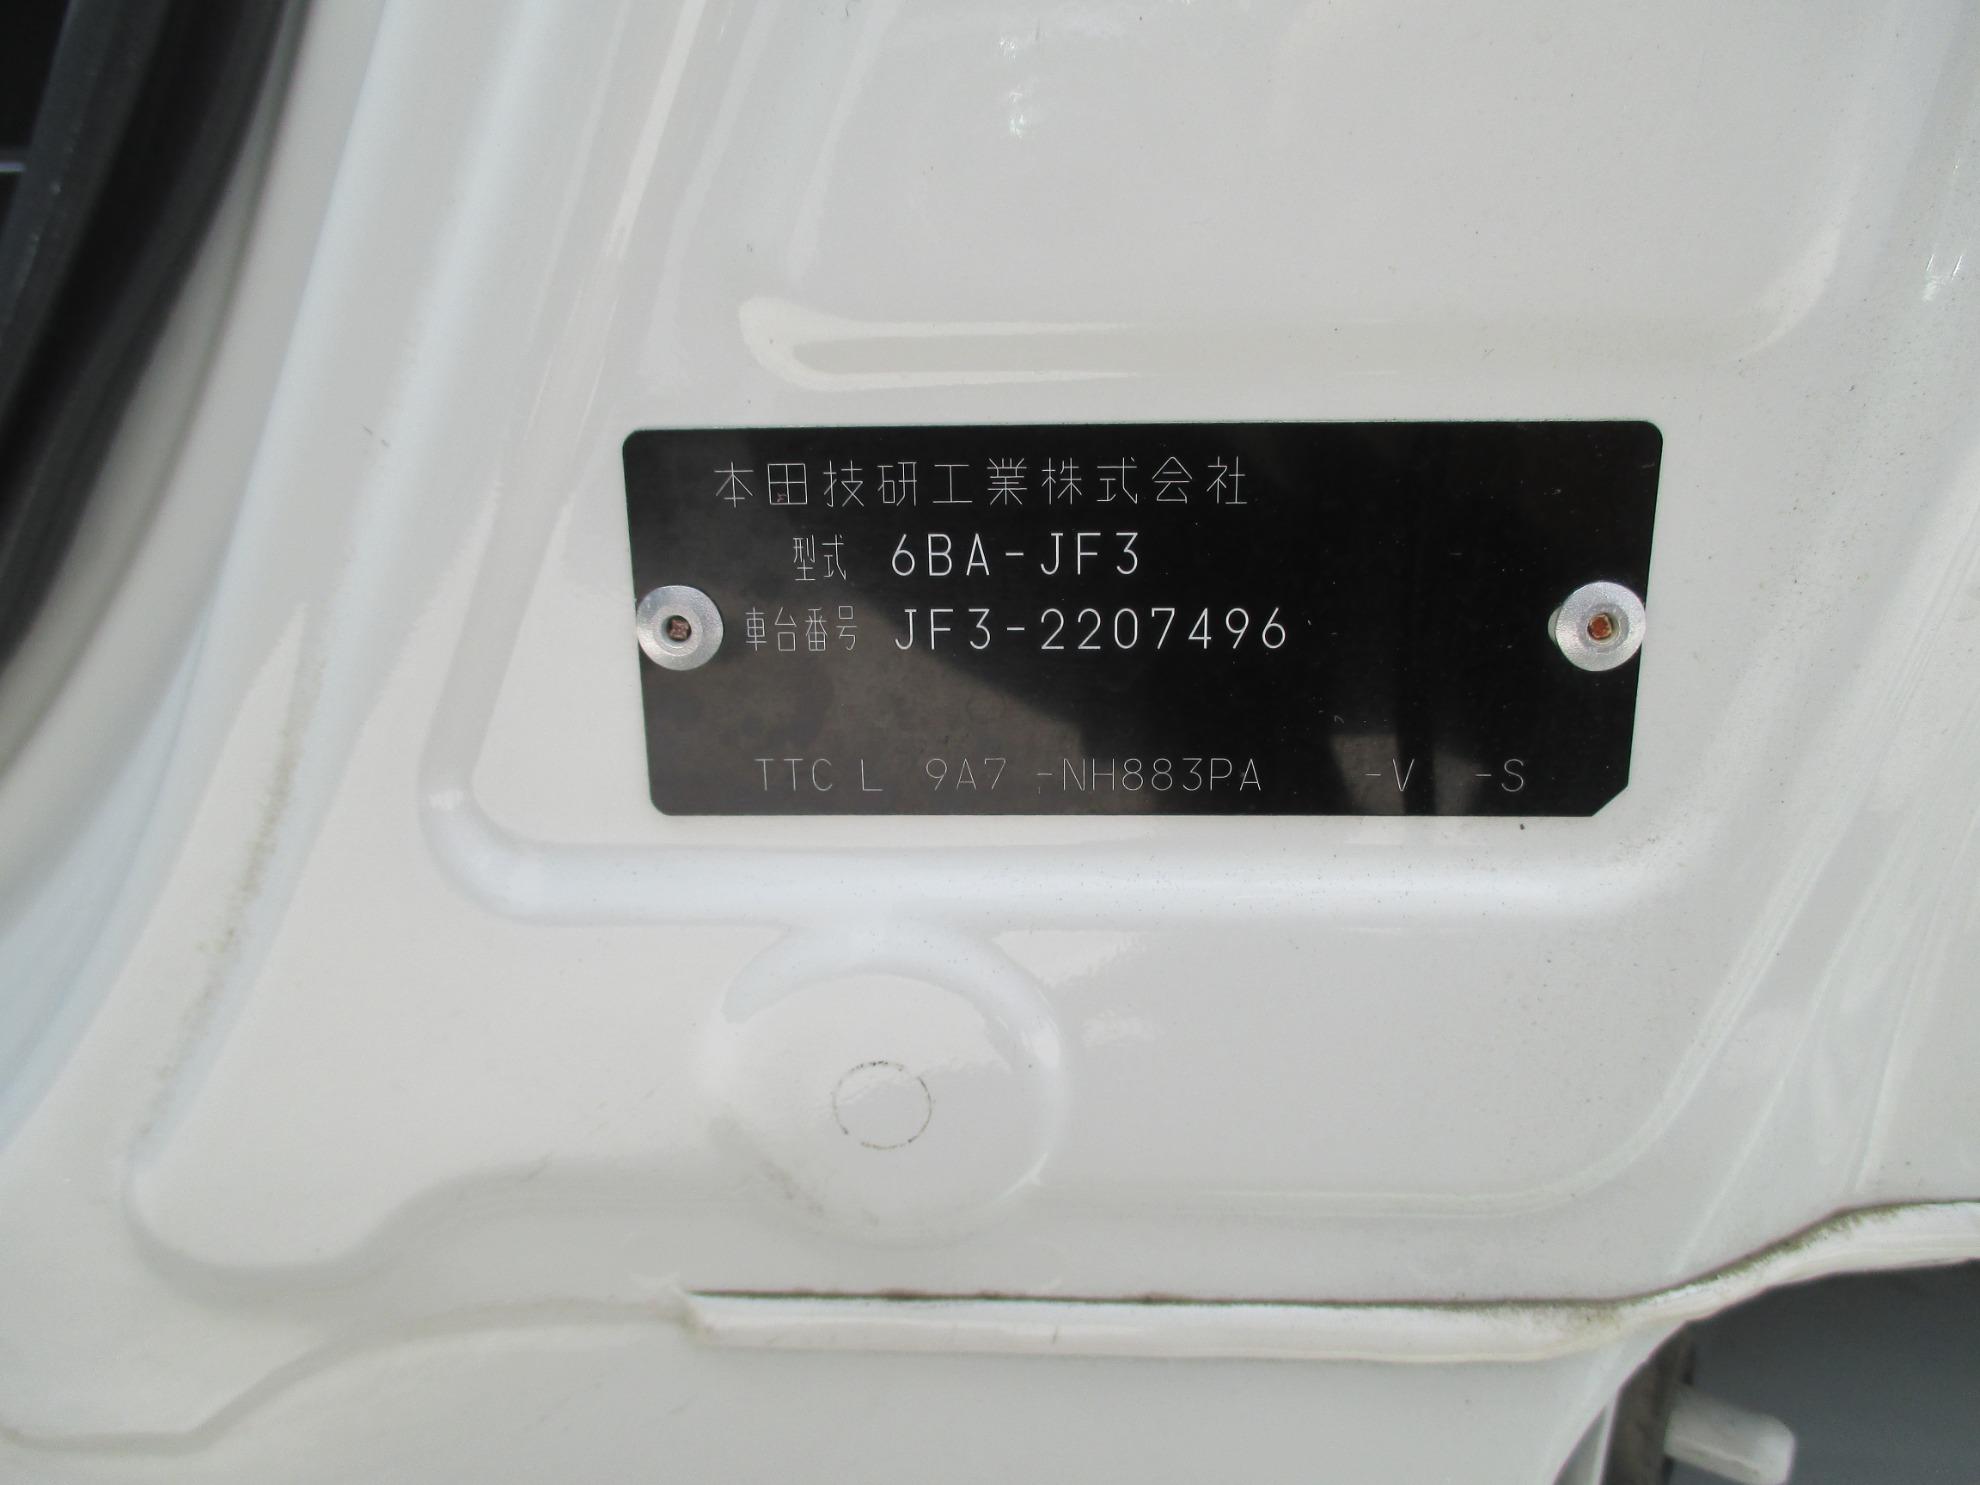 本田技研工業株式会社
型式 6BA-JF3
車台番号 JF3-2207496
TTC L 9A7 -NH883PA -V -S